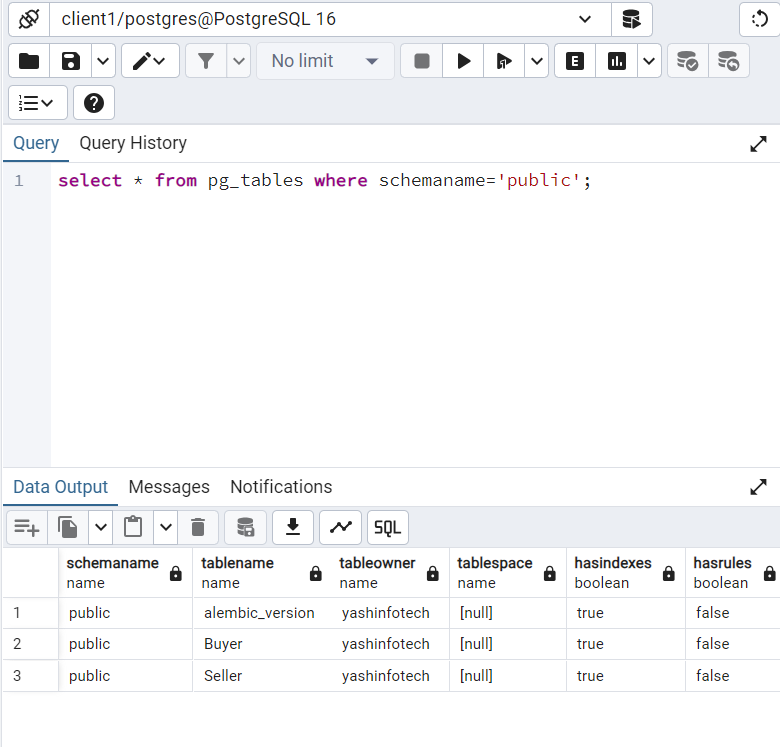 client1/postgres@PostgreSQL 16
No limit
E
Query Query History
1 select * from pg_tables where schemaname='public';
Data Output Messages Notifications
SQL
schemaname tablename tableowner tablespace hasindexes hasrules
name name name name boolean boolean
1 public alembic_version yashinfotech [null] true false
2 public Buyer yashinfotech [null] true false
3 public Seller yashinfotech [null] true false